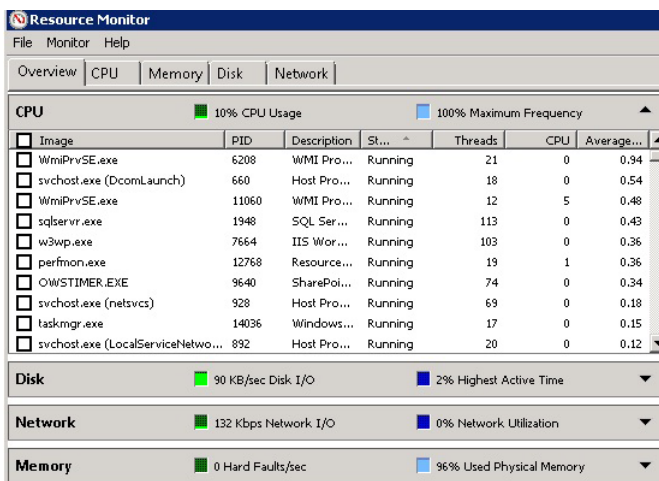 Resource Monitor
File Monitor Help
Overview CPU Memory Disk Network
CPU 10% CPU Usage 100% Maximum Frequency
Image PID Description St... Threads CPU Average...
WmiPrvSE.exe 6208 WMI Pro... Running 21 0 0.94
svchost.exe (DcomLaunch) 660 Host Pro... Running 18 0 0.54
WmiPrvSE.exe 11060 WMI Pro... Running 12 5 0.48
sqlservr.exe 1948 SQL Ser... Running 113 0 0.43
w3wp.exe 7664 IIS Wor... Running 103 0 0.36
perfmon.exe 12768 Resource... Running 19 1 0.36
OWSTIMER.EXE 9640 SharePoi... Running 74 0 0.34
svchost.exe (netsvcs) 928 Host Pro... Running 69 0 0.18
taskmgr.exe 14036 Windows... Running 17 0 0.15
svchost.exe (LocalServiceNetwo... 892 Host Pro... Running 20 0 0.12
Disk 90 KB/sec Disk I/O 2% Highest Active Time
Network 132 Kbps Network I/O 0% Network Utilization
Memory 0 Hard Faults/sec 96% Used Physical Memory